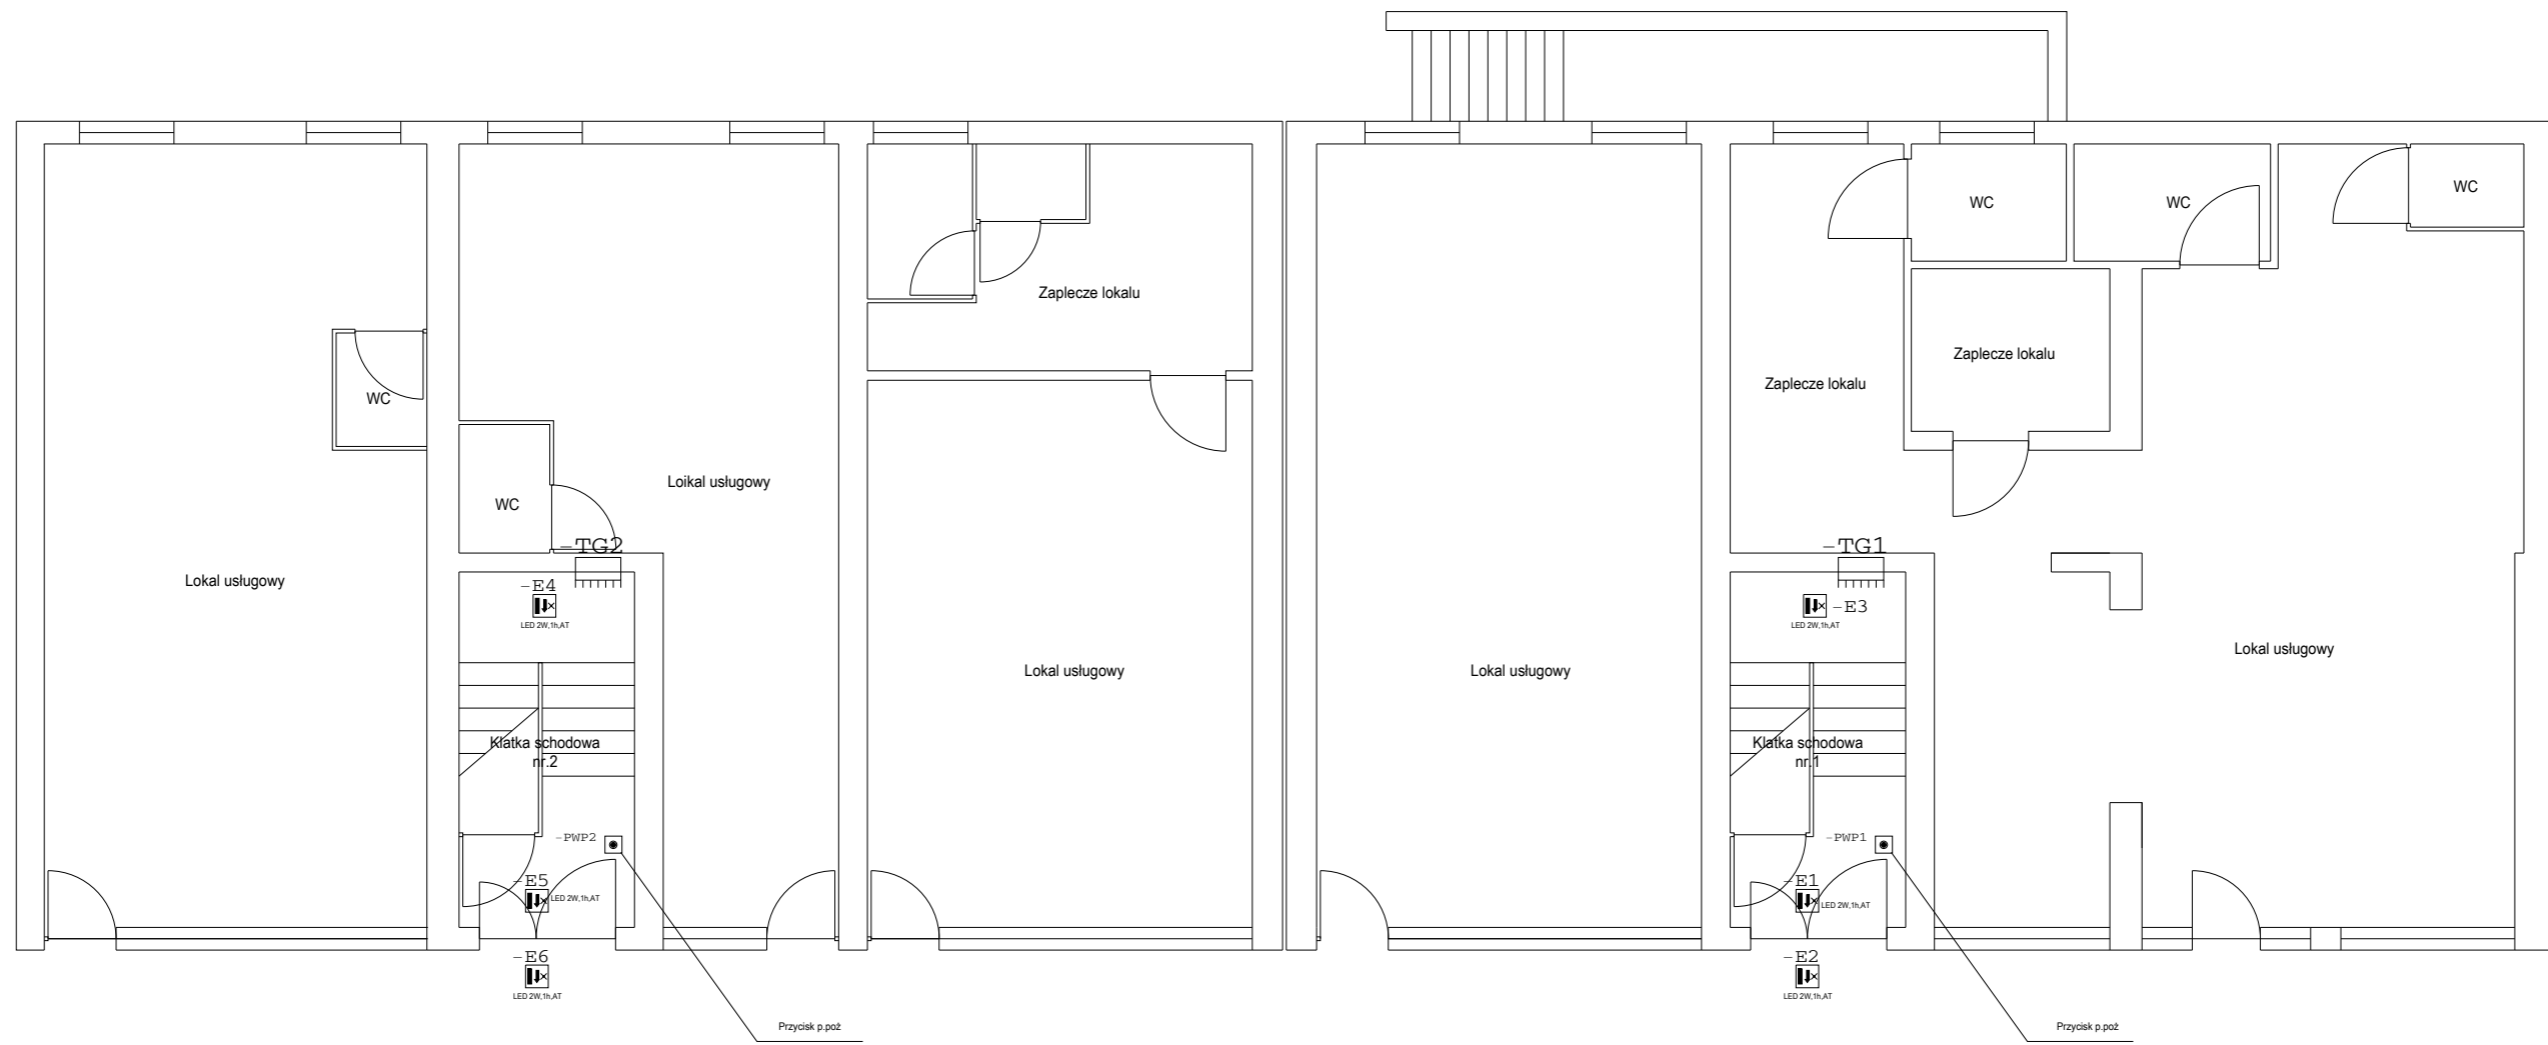 WC
WC
WC
Zaplecze lokalu
Zaplecze lokalu
Zaplecze lokalu
WC
Loikal usługowy
WC
-TG2
-TG1
Lokal usługowy
-E4
LED 2W,1h,AT
-E3
LED 2W,1h,AT
Lokal usługowy
Lokal usługowy
Lokal usługowy
Klatka schodowa
nr.2
Klatka schodowa
nr.1
-PWP2
-PWP1
-E5
LED 2W,1h,AT
-E1
LED 2W,1h,AT
-E6
LED 2W,1h,AT
-E2
LED 2W,1h,AT
Przycisk p.poż
Przycisk p.poż